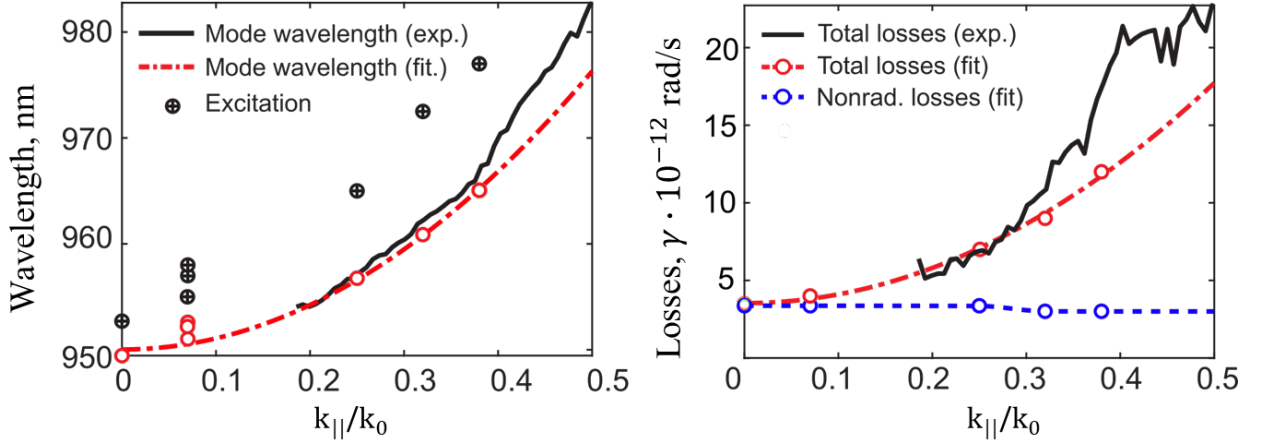 980
970
960
950
Wavelength, nm
Mode wavelength (exp.)
Mode wavelength (fit.)
Excitation
0
0.1
0.2
0.3
0.4
0.5
k||/k0
20
15
10
5
Losses, γ · 10⁻¹² rad/s
Total losses (exp.)
Total losses (fit)
Nonrad. losses (fit)
0
0.1
0.2
0.3
0.4
0.5
k||/k0